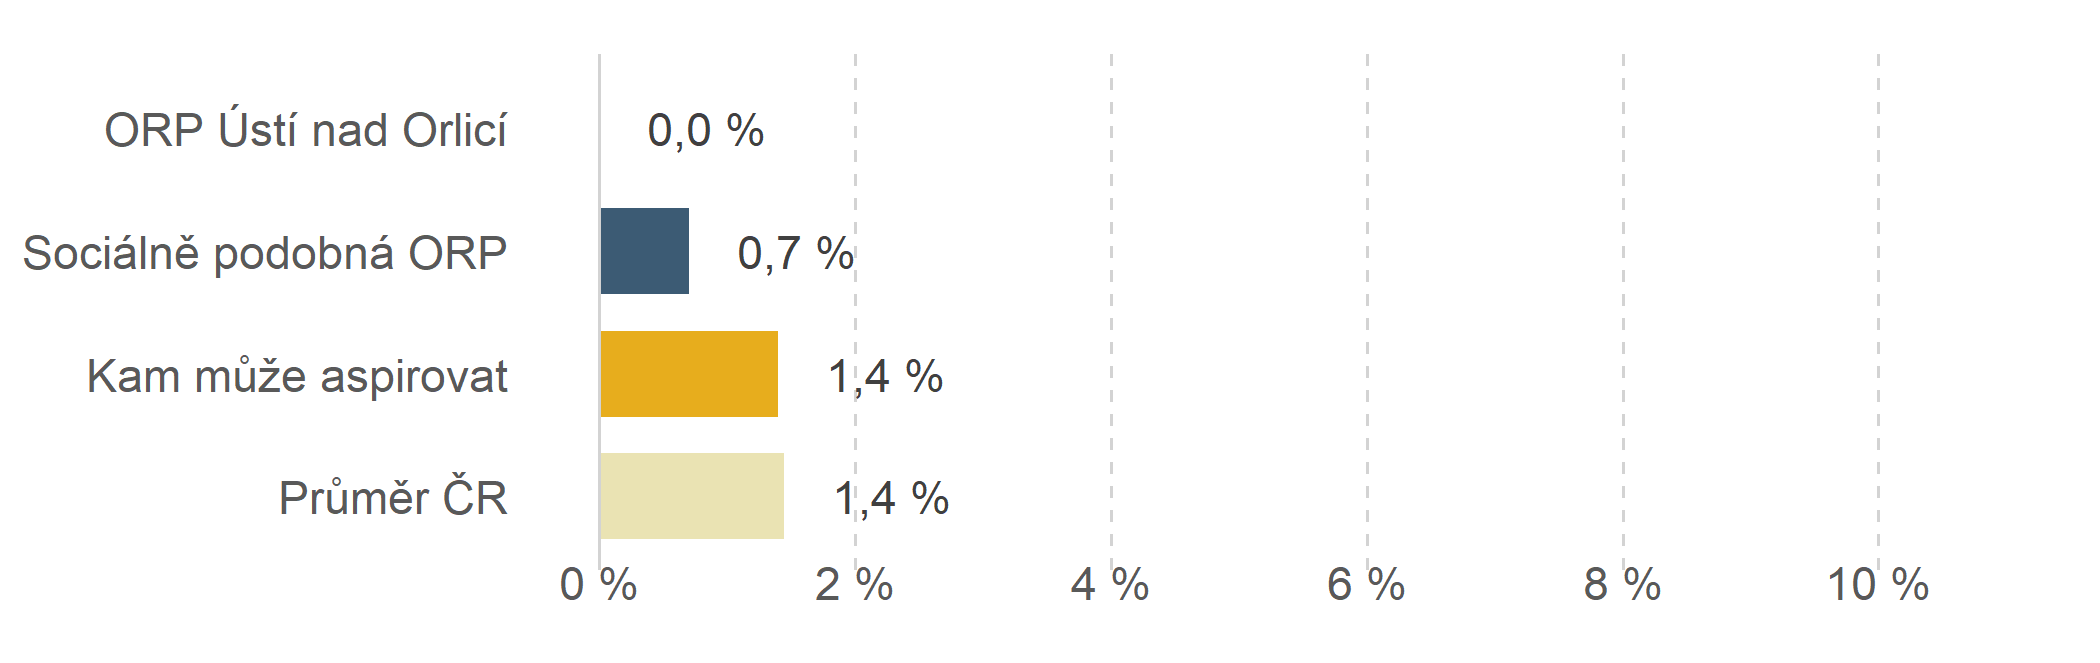 ORP Ústí nad Orlicí 0,0 %
Sociálně podobná ORP 0,7 %
Kam může aspirovat 1,4 %
Průměr ČR 1,4 %
0 % 2 % 4 % 6 % 8 % 10 %